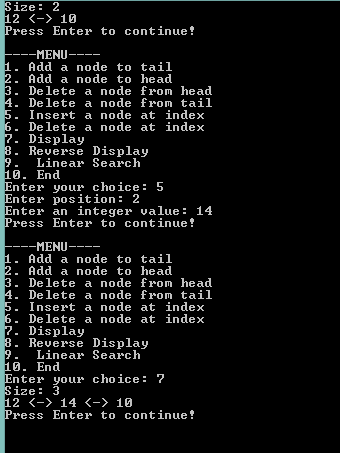 Size: 2
12 <-> 10
Press Enter to continue!
----MENU----
1. Add a node to tail
2. Add a node to head
3. Delete a node from head
4. Delete a node from tail
5. Insert a node at index
6. Delete a node at index
7. Display
8. Reverse Display
9.  Linear Search
10. End
Enter your choice: 5
Enter position: 2
Enter an integer value: 14
Press Enter to continue!
----MENU----
1. Add a node to tail
2. Add a node to head
3. Delete a node from head
4. Delete a node from tail
5. Insert a node at index
6. Delete a node at index
7. Display
8. Reverse Display
9.  Linear Search
10. End
Enter your choice: 7
Size: 3
12 <-> 14 <-> 10
Press Enter to continue!